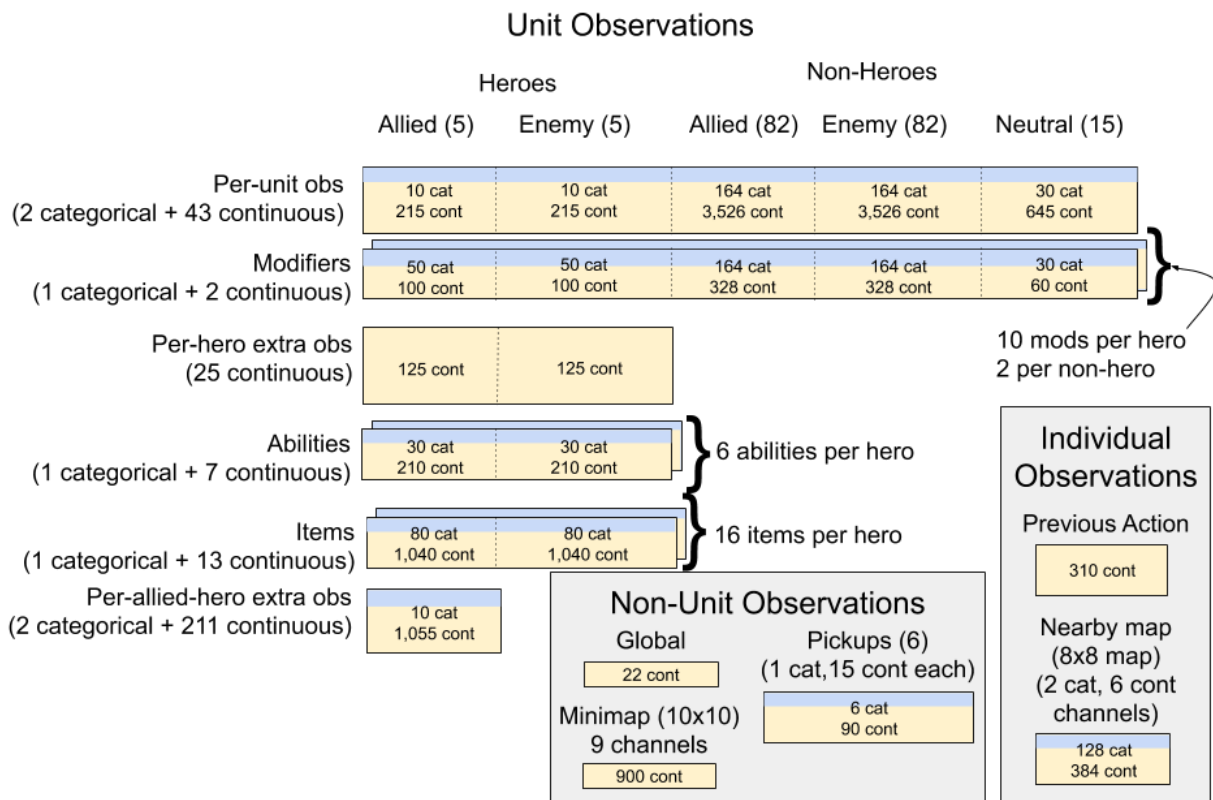 Unit Observations
Heroes
Non-Heroes
Allied (5)
Enemy (5)
Allied (82)
Enemy (82)
Neutral (15)
Per-unit obs
(2 categorical + 43 continuous)
10 cat
215 cont
10 cat
215 cont
164 cat
3,526 cont
164 cat
3,526 cont
30 cat
645 cont
Modifiers
(1 categorical + 2 continuous)
50 cat
100 cont
50 cat
100 cont
164 cat
328 cont
164 cat
328 cont
30 cat
60 cont
10 mods per hero
2 per non-hero
Per-hero extra obs
(25 continuous)
125 cont
125 cont
Abilities
(1 categorical + 7 continuous)
30 cat
210 cont
30 cat
210 cont
6 abilities per hero
Items
(1 categorical + 13 continuous)
80 cat
1,040 cont
80 cat
1,040 cont
16 items per hero
Per-allied-hero extra obs
(2 categorical + 211 continuous)
10 cat
1,055 cont
Non-Unit Observations
Global
22 cont
Minimap (10x10)
9 channels
900 cont
Pickups (6)
(1 cat,15 cont each)
6 cat
90 cont
Individual
Observations
Previous Action
310 cont
Nearby map
(8x8 map)
(2 cat, 6 cont
channels)
128 cat
384 cont